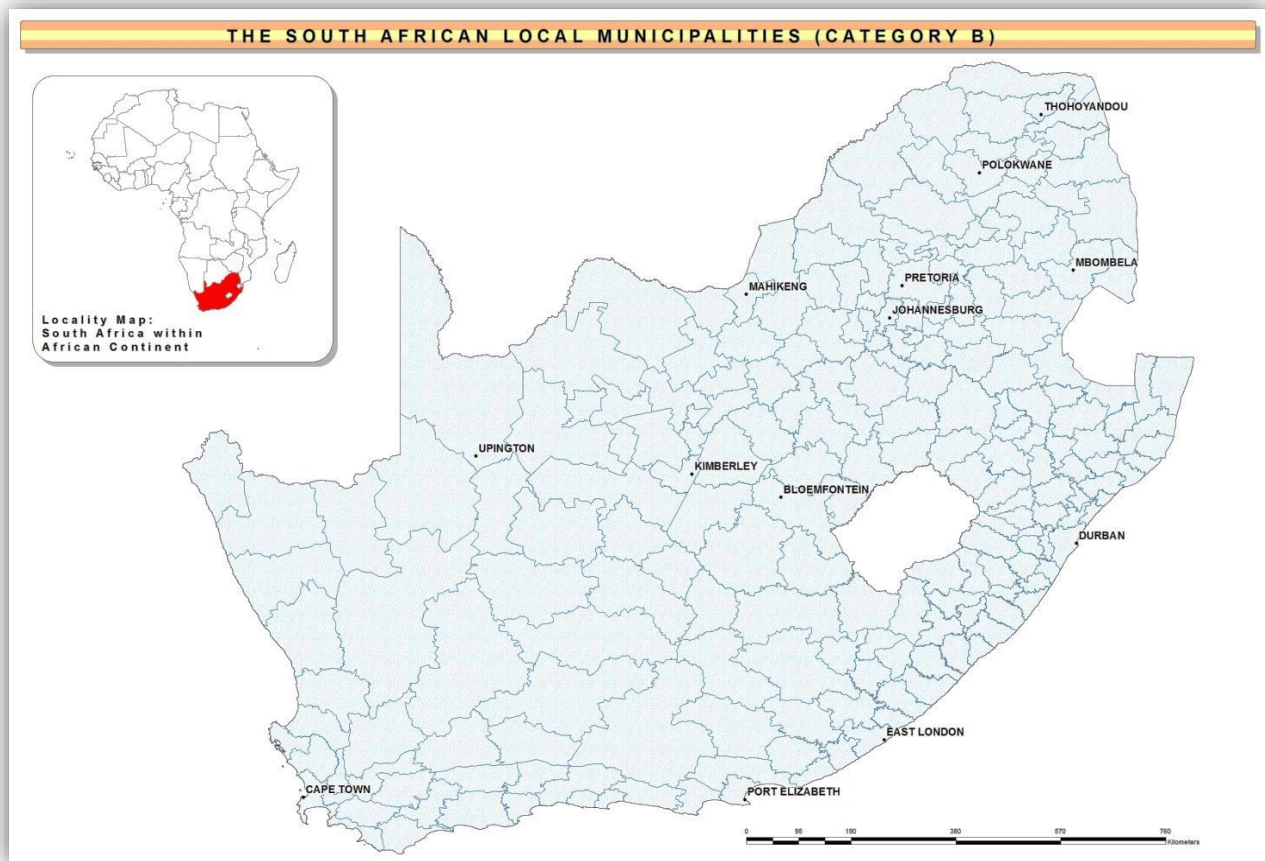 THE SOUTH AFRICAN LOCAL MUNICIPALITIES (CATEGORY B)
Locality Map:
South Africa within
African Continent
THOHOYANDOU
POLOKWANE
MBOMBELA
PRETORIA
MAHIKENG
JOHANNESBURG
UPINGTON
KIMBERLEY
BLOEMFONTEIN
DURBAN
EAST LONDON
CAPE TOWN
PORT ELIZABETH
0 95 190 380 570 760
Kilometers